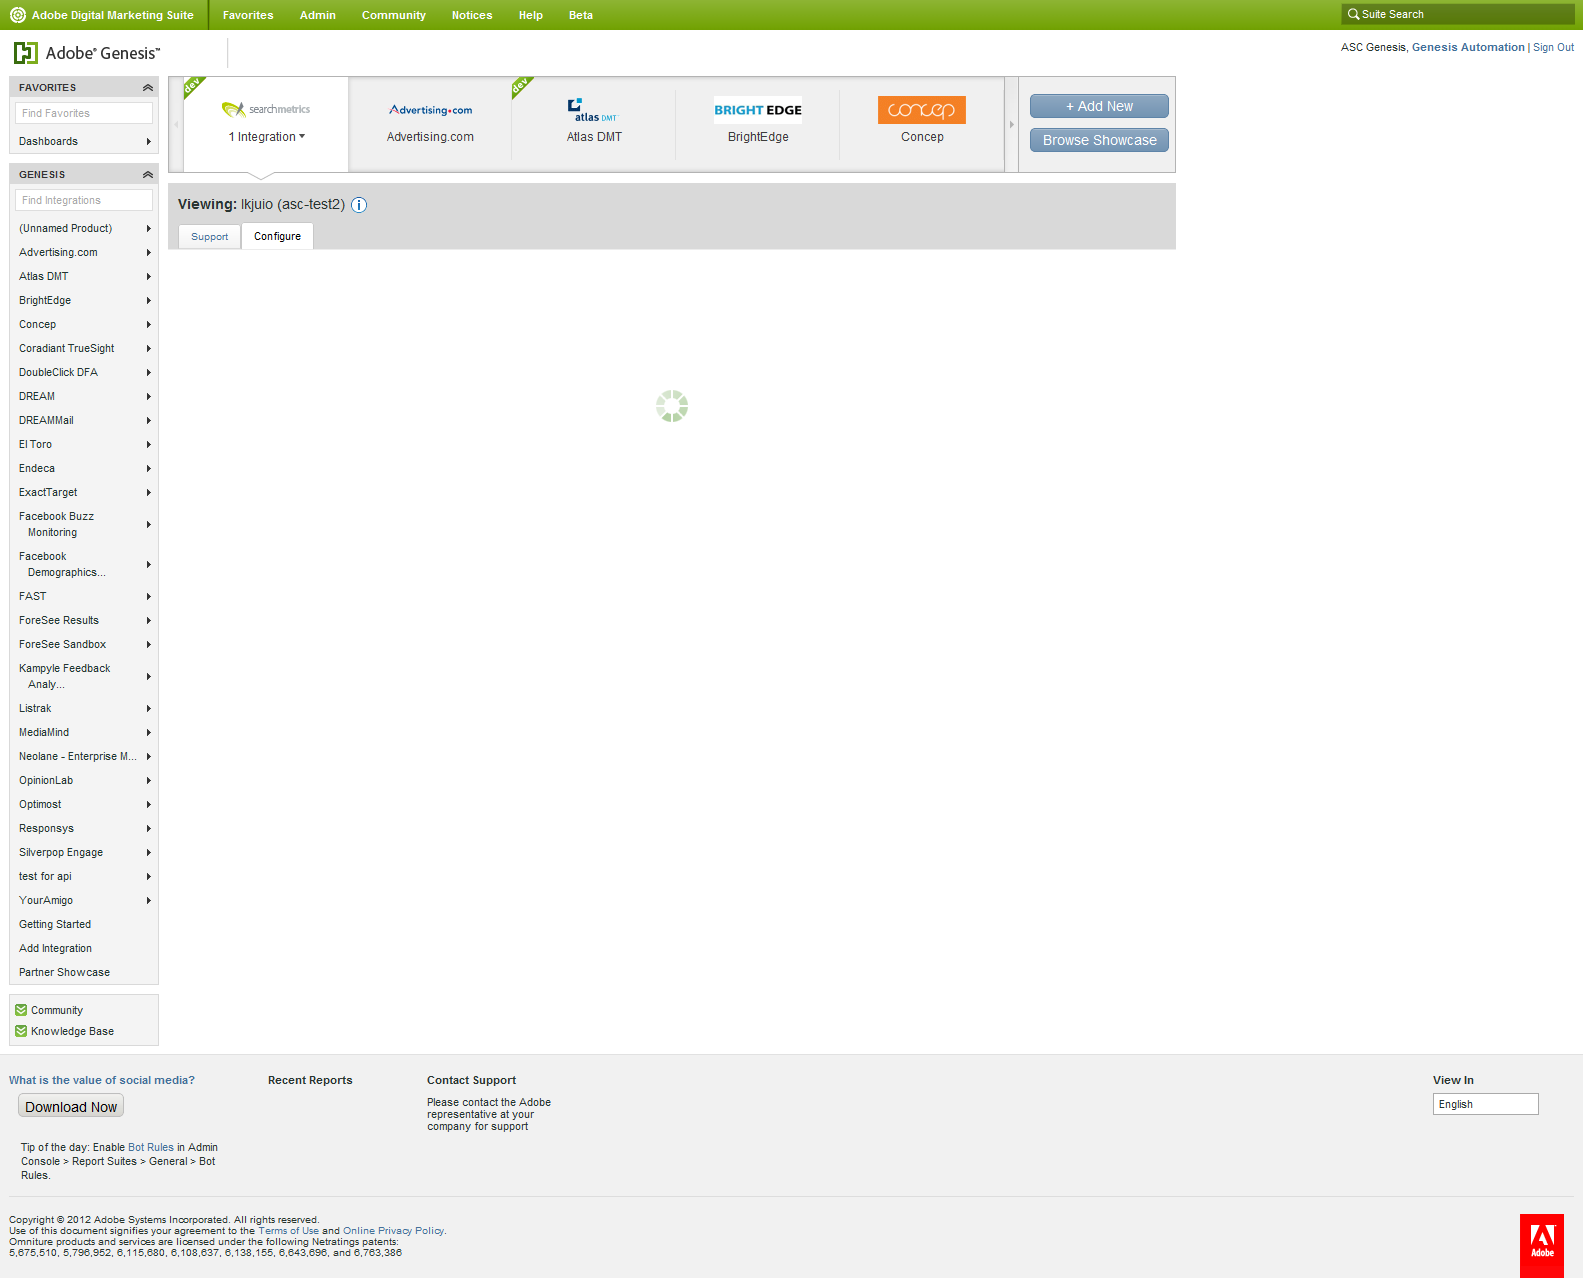 Adobe Digital Marketing Suite Favorites Admin Community Notices Help Beta Suite Search
Adobe® Genesis™
ASC Genesis, Genesis Automation | Sign Out
FAVORITES
Find Favorites
Dashboards
GENESIS
Find Integrations
(Unnamed Product)
Advertising.com
Atlas DMT
BrightEdge
Concep
Coradiant TrueSight
DoubleClick DFA
DREAM
DREAMMail
El Toro
Endeca
ExactTarget
Facebook Buzz
Monitoring
Facebook
Demographics...
FAST
ForeSee Results
ForeSee Sandbox
Kampyle Feedback
Analy...
Listrak
MediaMind
Neolane - Enterprise M...
OpinionLab
Optimost
Responsys
Silverpop Engage
test for api
YourAmigo
Getting Started
Add Integration
Partner Showcase
Community
Knowledge Base
dev
searchmetrics
1 Integration
Advertising.com
Advertising.com
dev
atlas DMT
Atlas DMT
BRIGHT EDGE
BrightEdge
concep
Concep
+ Add New
Browse Showcase
Viewing: lkjuio (asc-test2) i
Support Configure
What is the value of social media?
Download Now
Tip of the day: Enable Bot Rules in Admin
Console > Report Suites > General > Bot
Rules.
Recent Reports
Contact Support
Please contact the Adobe
representative at your
company for support
View In
English
Copyright © 2012 Adobe Systems Incorporated. All rights reserved.
Use of this document signifies your agreement to the Terms of Use and Online Privacy Policy.
Omniture products and services are licensed under the following Netratings patents:
5,675,510, 5,796,952, 6,115,680, 6,108,637, 6,138,155, 6,643,696, and 6,763,386
Adobe